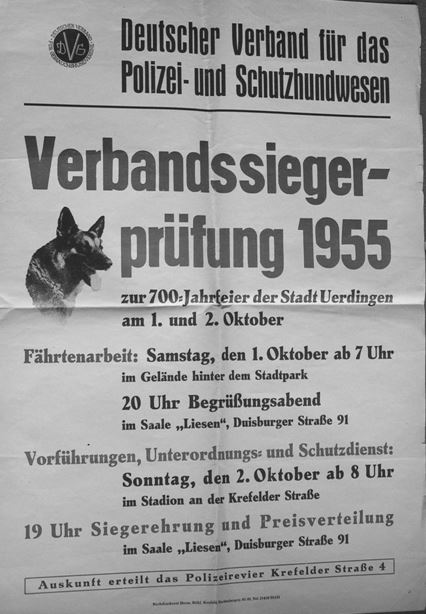 DVS
Deutscher Verband für das
Polizei- und Schutzhundwesen
Verbandssieger-
prüfung 1955
zur 700-Jahrfeier der Stadt Uerdingen
am 1. und 2. Oktober
Fährtenarbeit: Samstag, den 1. Oktober ab 7 Uhr
im Gelände hinter dem Stadtpark
20 Uhr Begrüßungsabend
im Saale „Liesen“, Duisburger Straße 91
Vorführungen, Unterordnungs- und Schutzdienst:
Sonntag, den 2. Oktober ab 8 Uhr
im Stadion an der Krefelder Straße
19 Uhr Siegerehrung und Preisverteilung
im Saale „Liesen“, Duisburger Straße 91
Auskunft erteilt das Polizeirevier Krefelder Straße 4